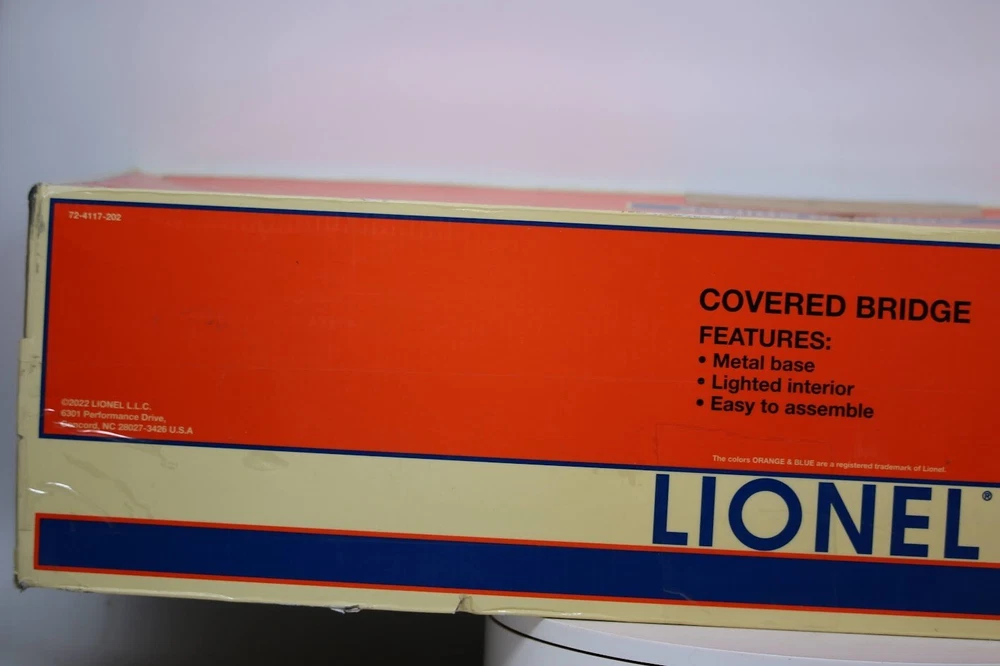 72-4117-202
COVERED BRIDGE
FEATURES:
• Metal base
• Lighted interior
• Easy to assemble
©2022 LIONEL L.L.C.
6301 Performance Drive,
Concord, NC 28027-3426 U.S.A
The colors ORANGE & BLUE are a registered trademark of Lionel.
LIONEL®